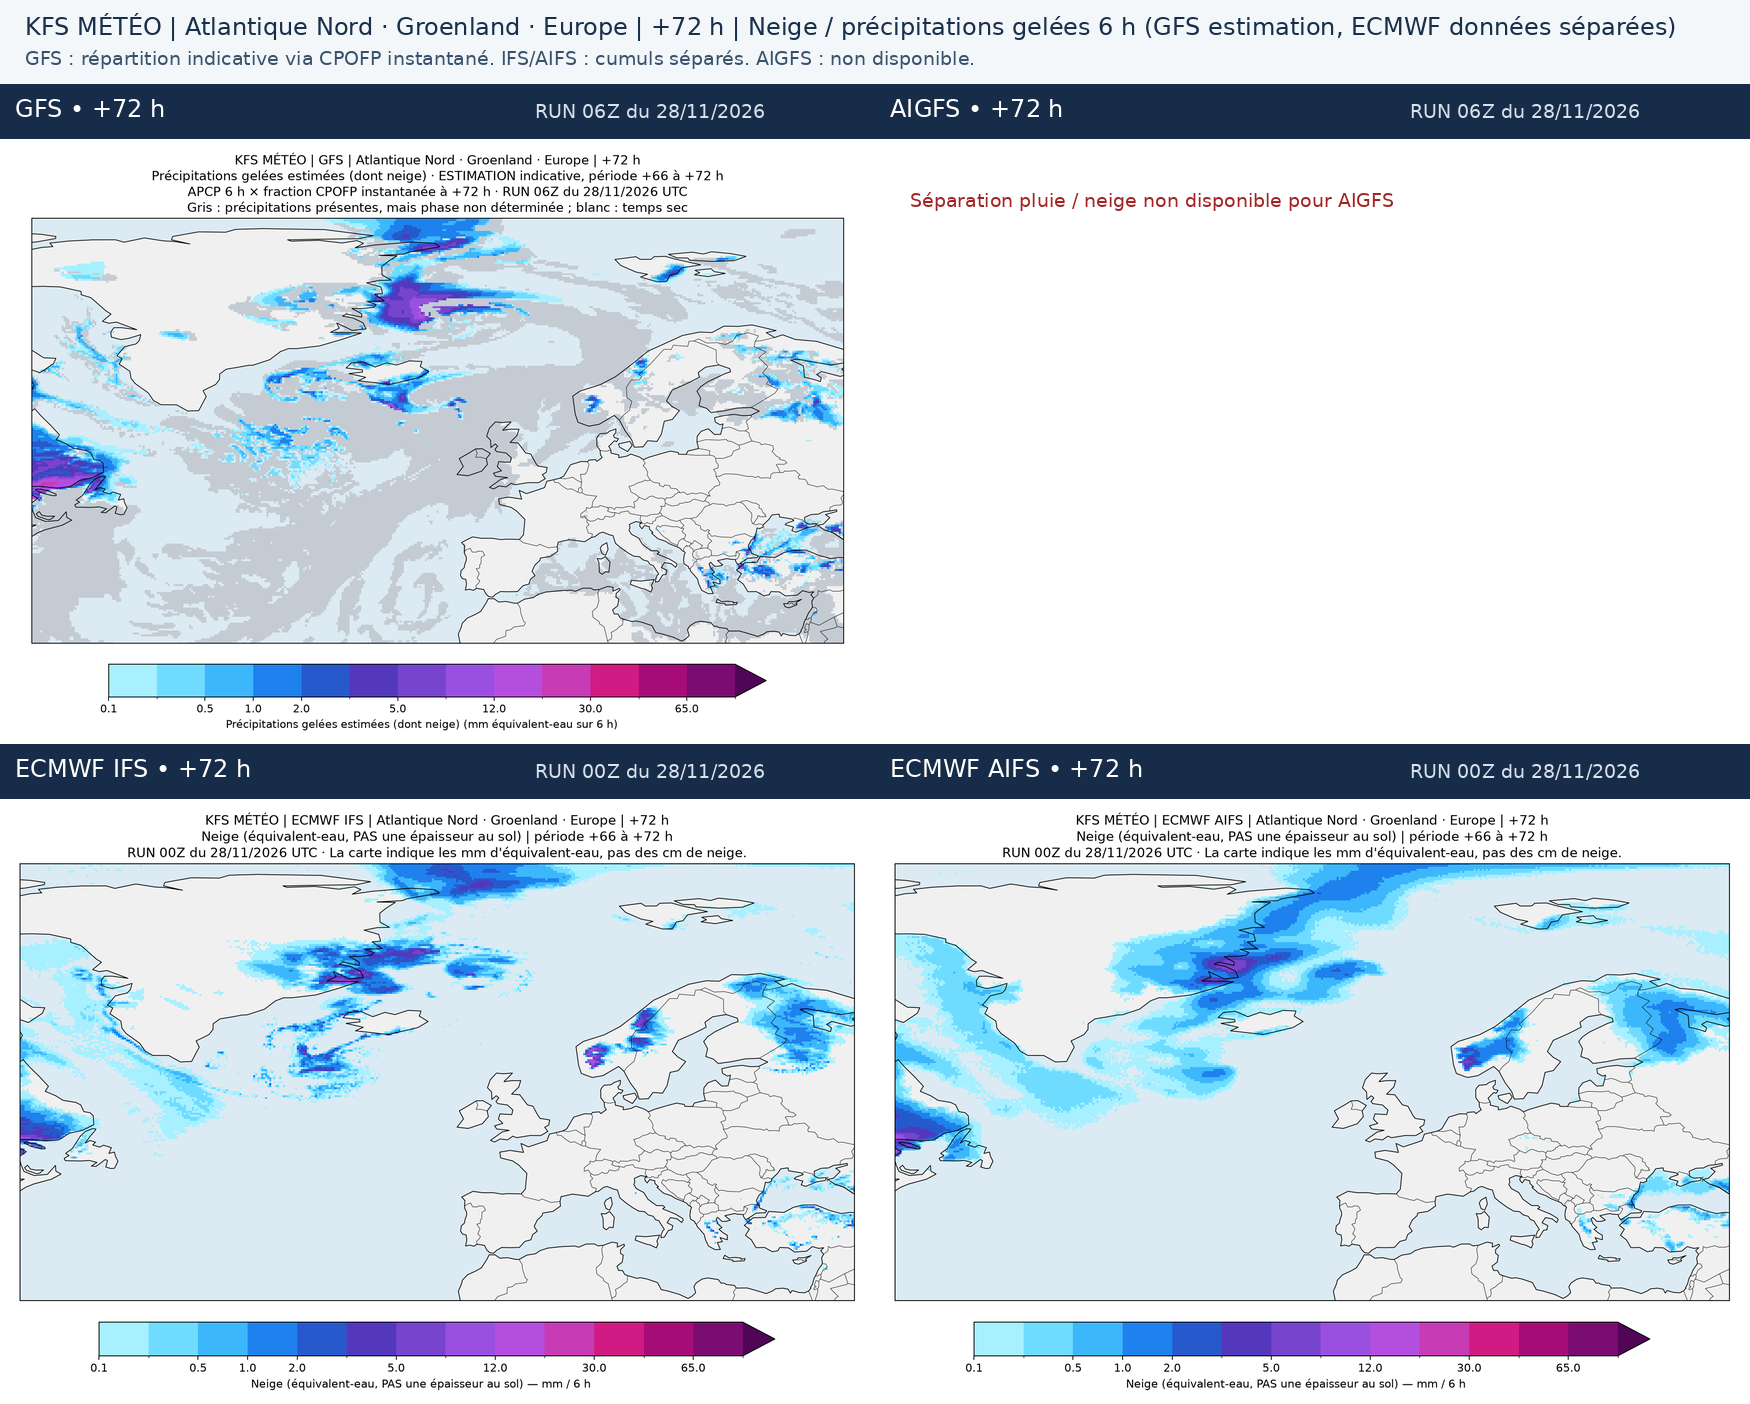 KFS MÉTÉO | Atlantique Nord · Groenland · Europe | +72 h | Neige / précipitations gelées 6 h (GFS estimation, ECMWF données séparées)
GFS : répartition indicative via CPOFP instantané. IFS/AIFS : cumuls séparés. AIGFS : non disponible.
GFS • +72 h
RUN 06Z du 28/11/2026
AIGFS • +72 h
RUN 06Z du 28/11/2026
KFS MÉTÉO | GFS | Atlantique Nord · Groenland · Europe | +72 h
Précipitations gelées estimées (dont neige) · ESTIMATION indicative, période +66 à +72 h
APCP 6 h × fraction CPOFP instantanée à +72 h · RUN 06Z du 28/11/2026 UTC
Gris : précipitations présentes, mais phase non déterminée ; blanc : temps sec
Séparation pluie / neige non disponible pour AIGFS
0.1 0.5 1.0 2.0 5.0 12.0 30.0 65.0
Précipitations gelées estimées (dont neige) (mm équivalent-eau sur 6 h)
ECMWF IFS • +72 h
RUN 00Z du 28/11/2026
ECMWF AIFS • +72 h
RUN 00Z du 28/11/2026
KFS MÉTÉO | ECMWF IFS | Atlantique Nord · Groenland · Europe | +72 h
Neige (équivalent-eau, PAS une épaisseur au sol) | période +66 à +72 h
RUN 00Z du 28/11/2026 UTC · La carte indique les mm d'équivalent-eau, pas des cm de neige.
KFS MÉTÉO | ECMWF AIFS | Atlantique Nord · Groenland · Europe | +72 h
Neige (équivalent-eau, PAS une épaisseur au sol) | période +66 à +72 h
RUN 00Z du 28/11/2026 UTC · La carte indique les mm d'équivalent-eau, pas des cm de neige.
0.1 0.5 1.0 2.0 5.0 12.0 30.0 65.0
Neige (équivalent-eau, PAS une épaisseur au sol) — mm / 6 h
0.1 0.5 1.0 2.0 5.0 12.0 30.0 65.0
Neige (équivalent-eau, PAS une épaisseur au sol) — mm / 6 h